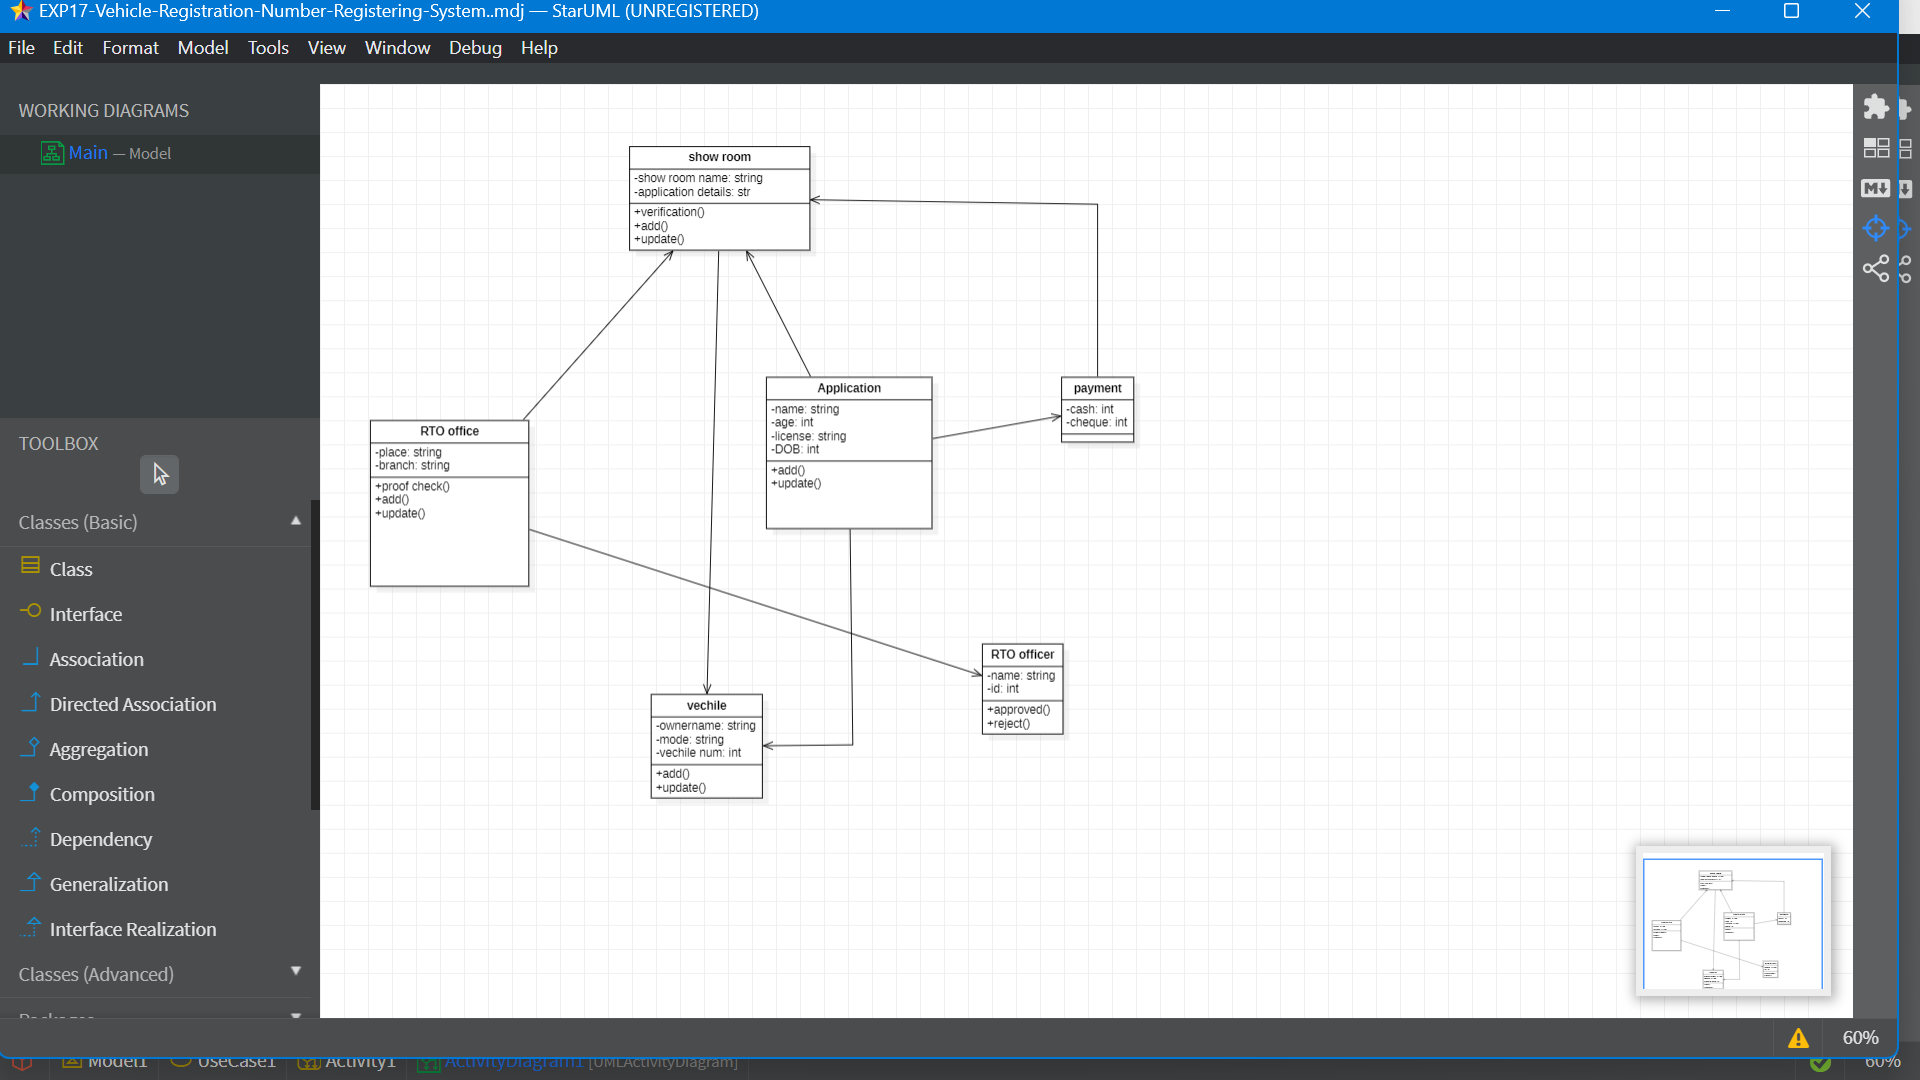 EXP17-Vehicle-Registration-Number-Registering-System..mdj — StarUML (UNREGISTERED)
File Edit Format Model Tools View Window Debug Help
WORKING DIAGRAMS
Main — Model
TOOLBOX
Classes (Basic)
Class
Interface
Association
Directed Association
Aggregation
Composition
Dependency
Generalization
Interface Realization
Classes (Advanced)
show room
-show room name: string
-application details: str
+verification()
+add()
+update()
Application
-name: string
-age: int
-license: string
-DOB: int
+add()
+update()
payment
-cash: int
-cheque: int
RTO office
-place: string
-branch: string
+proof check()
+add()
+update()
RTO officer
-name: string
-id: int
+approved()
+reject()
vechile
-ownername: string
-mode: string
-vechile num: int
+add()
+update()
M
60%
Model1 UseCase1 Activity1 ActivityDiagram1 [UMLActivityDiagram] 60%